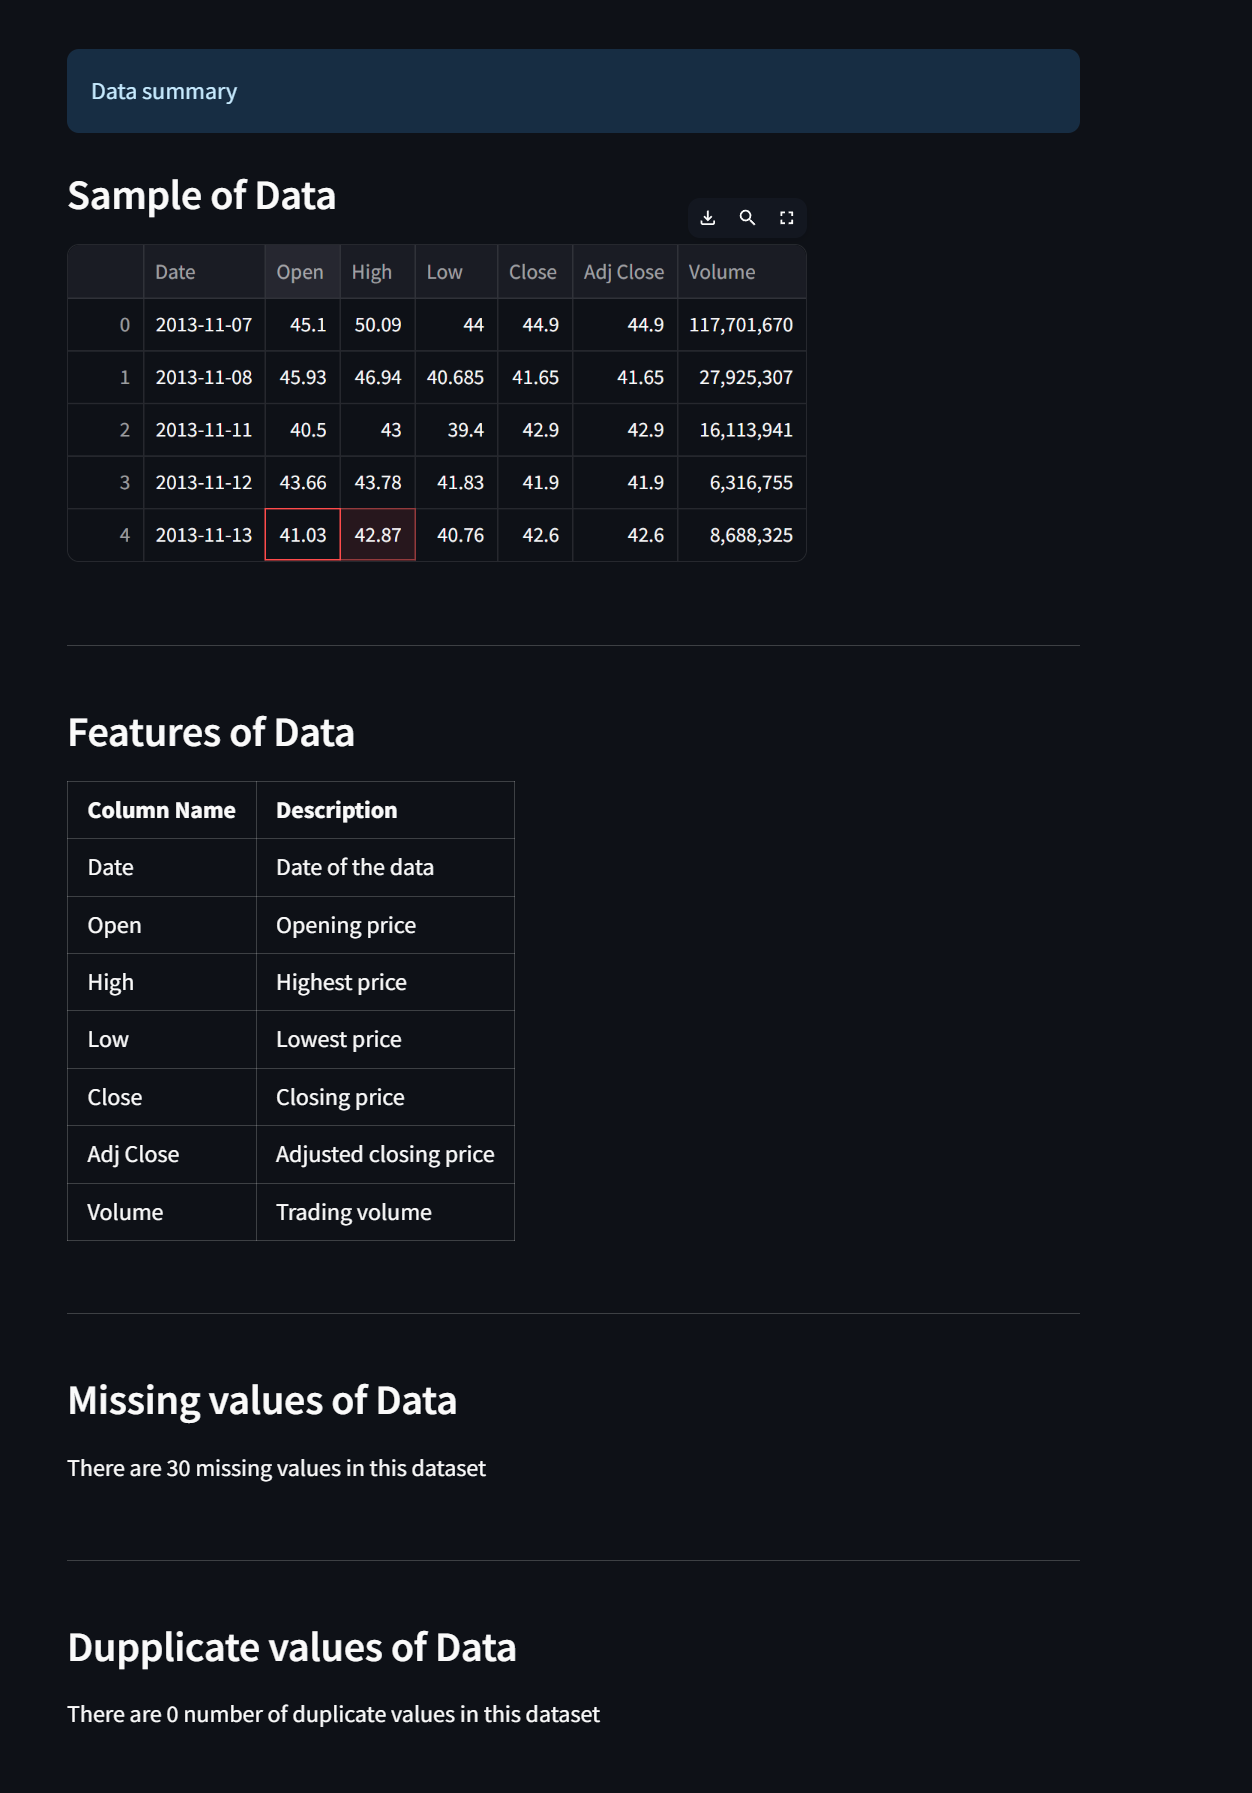 Data summary
Sample of Data
Date Open High Low Close Adj Close Volume
0 2013-11-07 45.1 50.09 44 44.9 44.9 117,701,670
1 2013-11-08 45.93 46.94 40.685 41.65 41.65 27,925,307
2 2013-11-11 40.5 43 39.4 42.9 42.9 16,113,941
3 2013-11-12 43.66 43.78 41.83 41.9 41.9 6,316,755
4 2013-11-13 41.03 42.87 40.76 42.6 42.6 8,688,325
Features of Data
Column Name Description
Date Date of the data
Open Opening price
High Highest price
Low Lowest price
Close Closing price
Adj Close Adjusted closing price
Volume Trading volume
Missing values of Data
There are 30 missing values in this dataset
Dupplicate values of Data
There are 0 number of duplicate values in this dataset